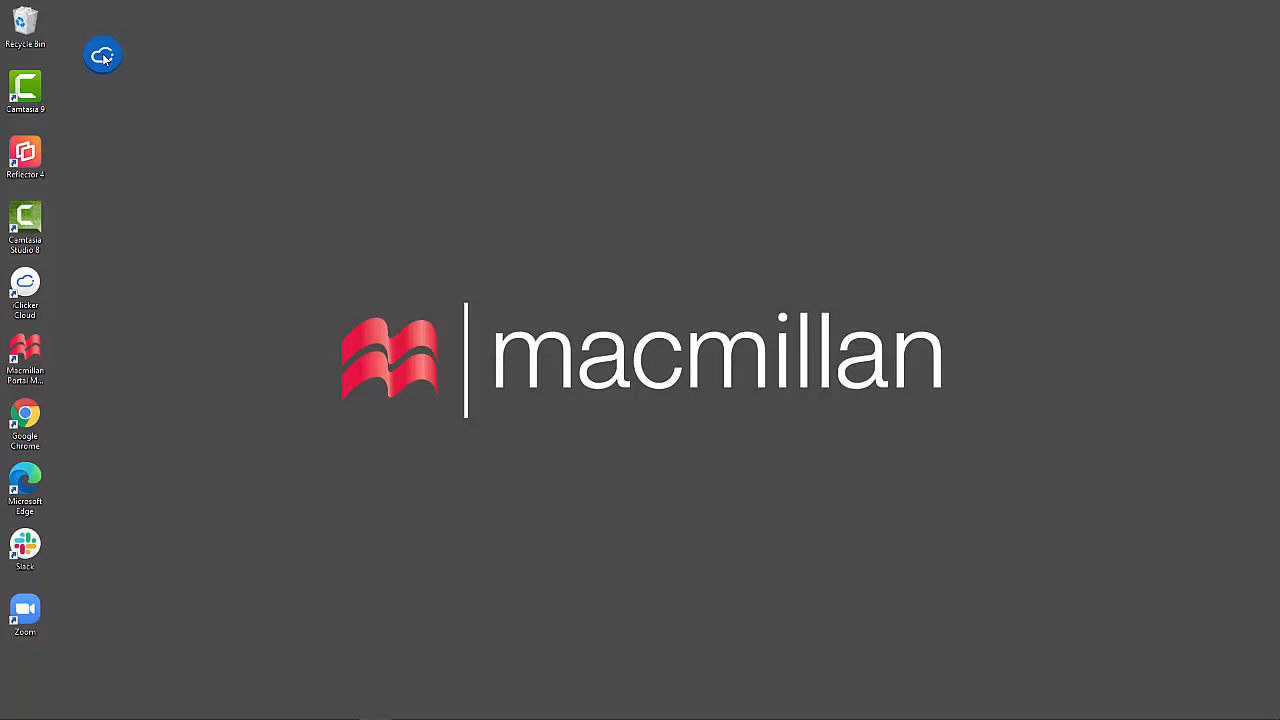 Recycle Bin
Camtasia 9
Reflector 4
Camtasia
Studio 8
iClicker
Cloud
Macmillan
Portal M...
Google
Chrome
Microsoft
Edge
Slack
Zoom
macmillan